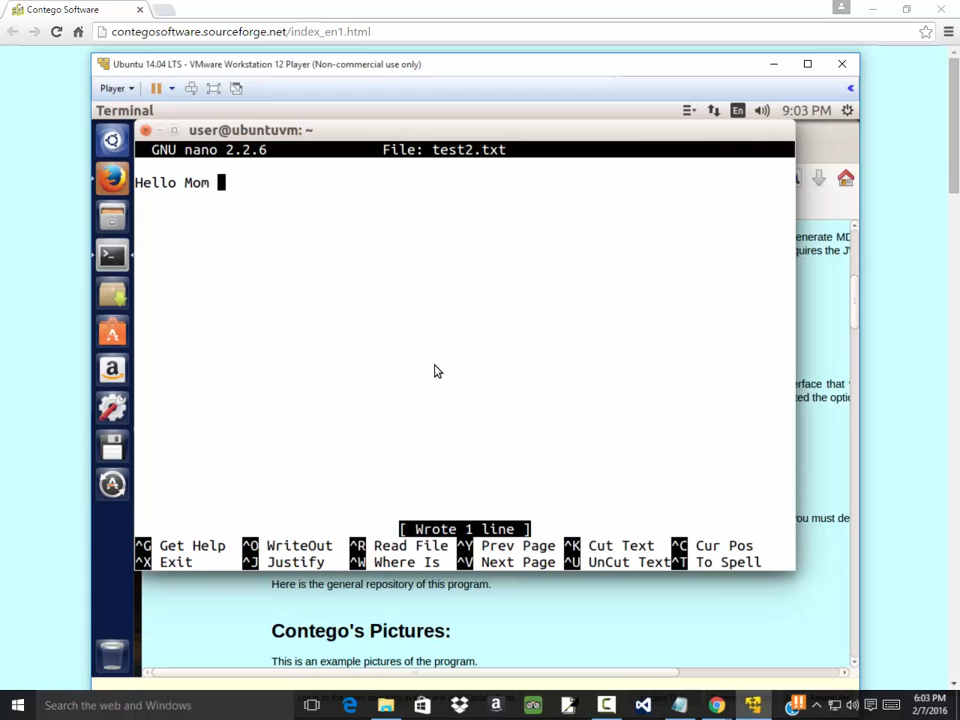 Contego Software
contegosoftware.sourceforge.net/index_en1.html
Ubuntu 14.04 LTS - VMware Workstation 12 Player (Non-commercial use only)
Player
Terminal
En
9:03 PM
user@ubuntuvm: ~
GNU nano 2.2.6 File: test2.txt
Hello Mom
enerate MD
quires the J
rface that
ted the optio
you must de
[ Wrote 1 line ]
^G Get Help ^O WriteOut ^R Read File ^Y Prev Page ^K Cut Text ^C Cur Pos
^X Exit ^J Justify ^W Where Is ^V Next Page ^U UnCut Text ^T To Spell
Here is the general repository of this program.
Contego's Pictures:
This is an example pictures of the program.
Search the web and Windows
6:03 PM
2/7/2016